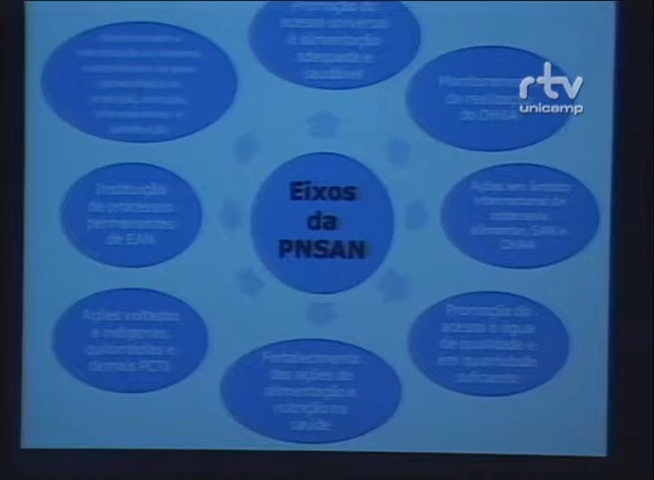 Promoção do
acesso universal
à alimentação
adequada e
saudável
rtv
unicamp
Monitoramento
da realização
do DHAA
Instituição
de processos
permanentes
de EAN
Eixos
da
PNSAN
Ações em âmbito
internacional de
soberania
alimentar, SAN e
DHAA
Ações voltadas
a indígenas,
quilombolas e
demais PCTs
Promoção do
acesso à água
de qualidade e
em quantidade
suficiente
Fortalecimento
das ações de
alimentação e
nutrição na
saúde